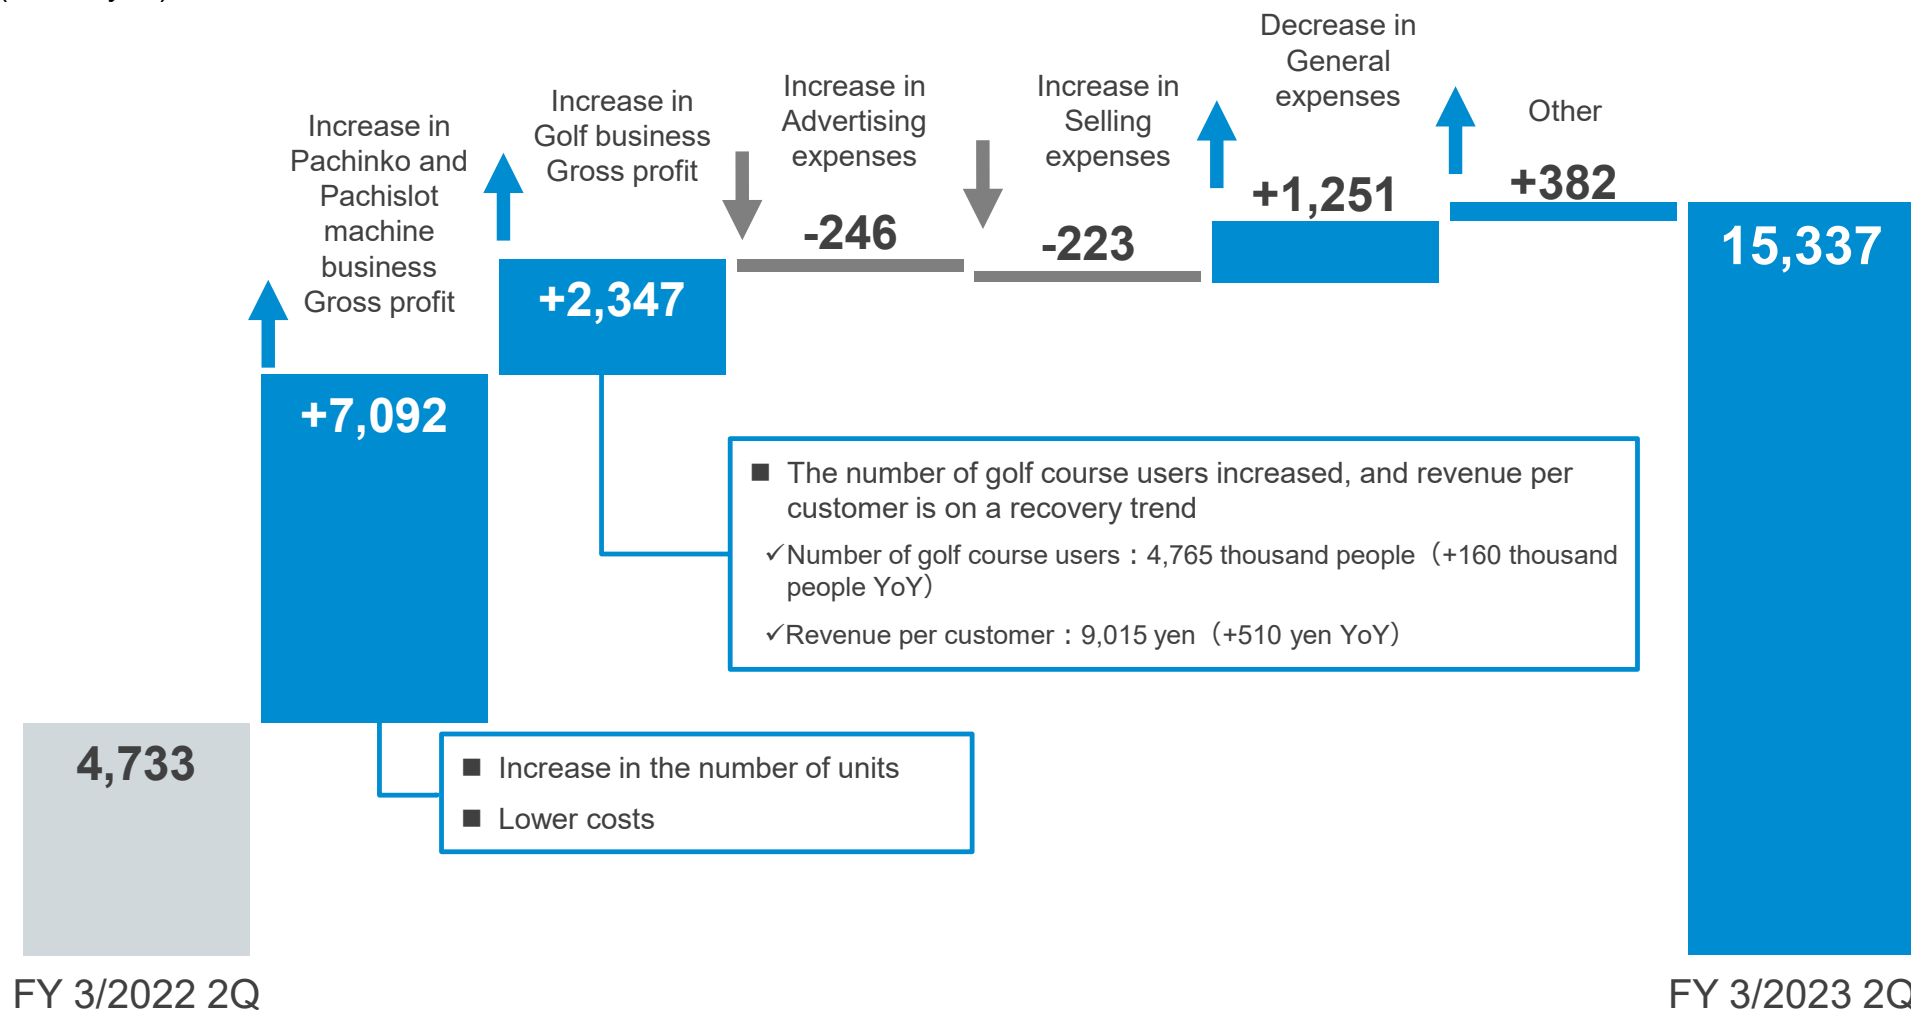 Increase in
Pachinko and
Pachislot
machine
business
Gross profit
Increase in
Golf business
Gross profit
Increase in
Advertising
expenses
Increase in
Selling
expenses
Decrease in
General
expenses
Other
+7,092
+2,347
-246
-223
+1,251
+382
15,337
■ The number of golf course users increased, and revenue per
customer is on a recovery trend
✓Number of golf course users：4,765 thousand people（+160 thousand
people YoY）
✓Revenue per customer：9,015 yen（+510 yen YoY）
4,733
■ Increase in the number of units
■ Lower costs
FY 3/2022 2Q
FY 3/2023 2Q